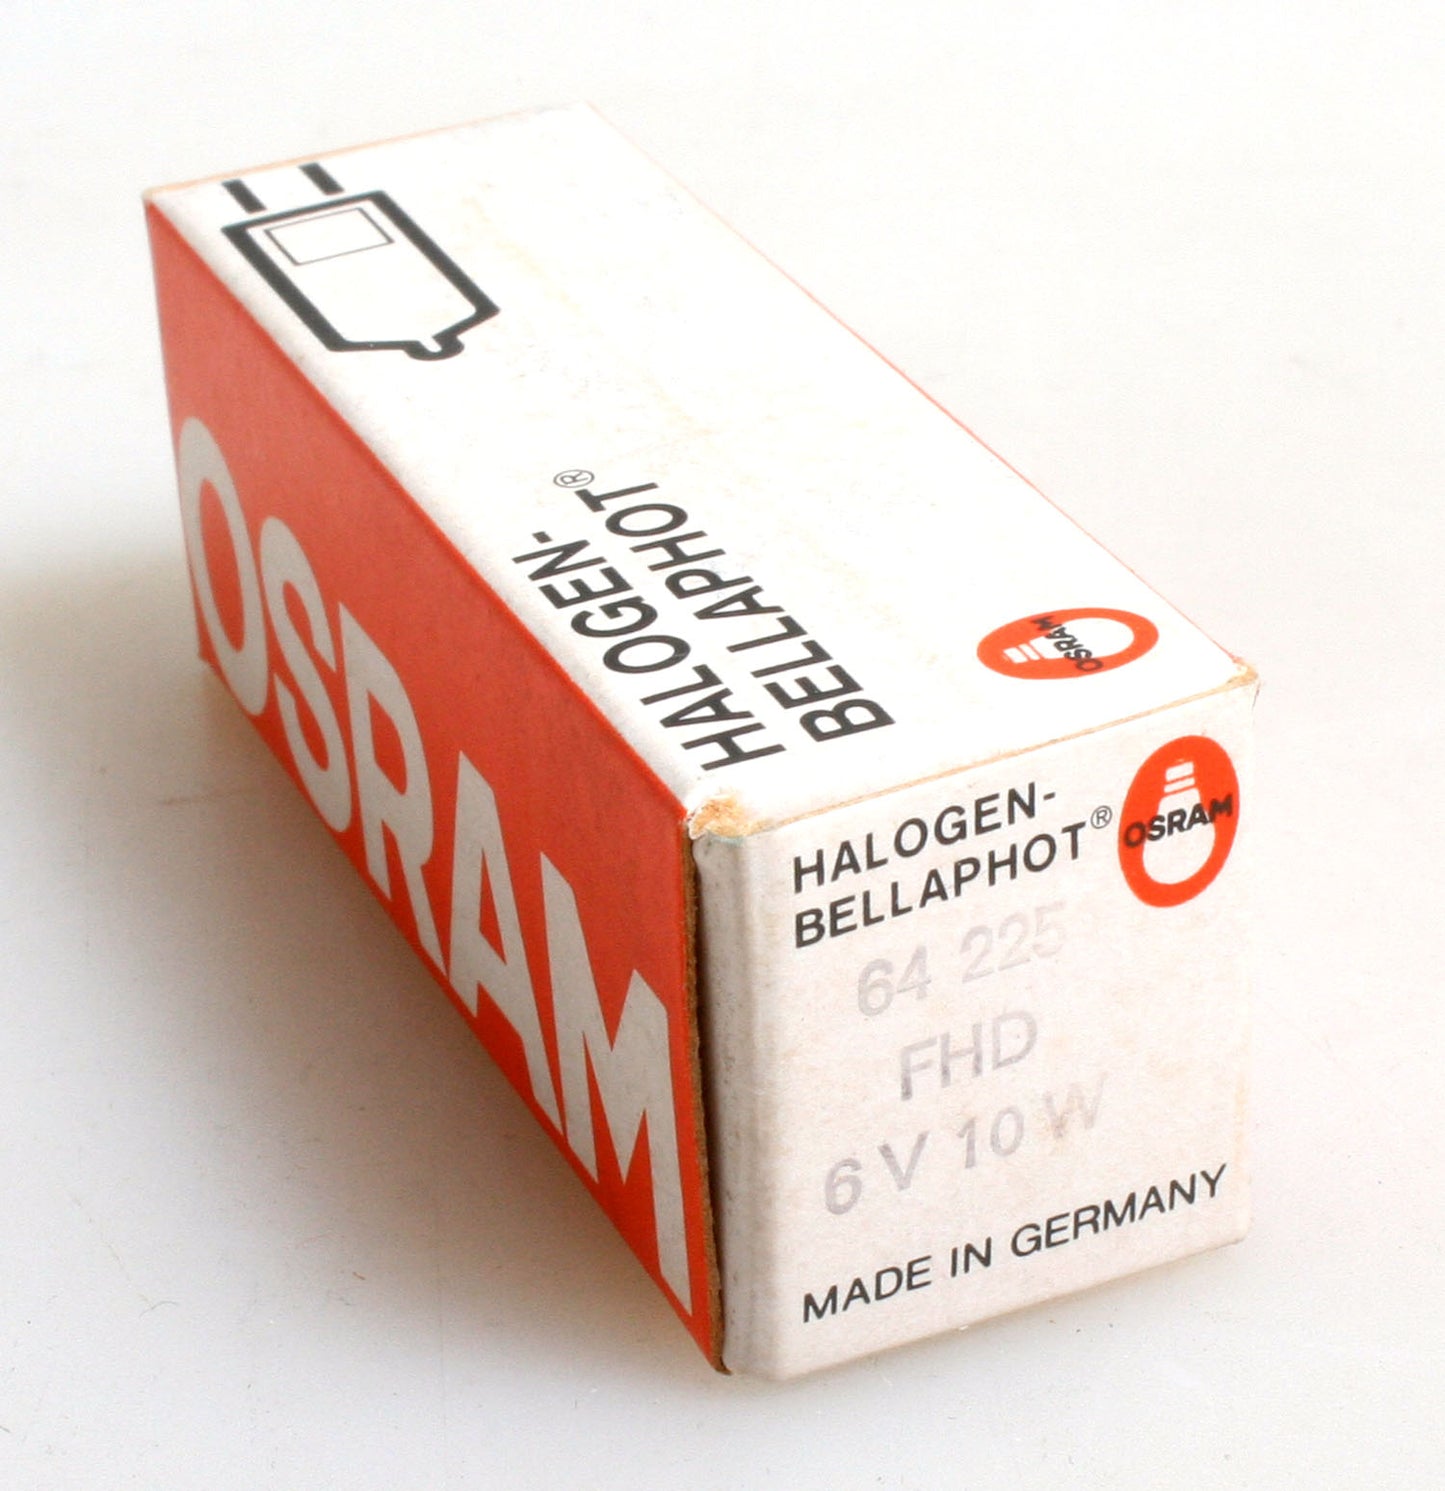 OSRAM
HALOGEN-
BELLAPHOT®
OSRAM
HALOGEN-
BELLAPHOT®
OSRAM
64 225
FHD
6 V 10 W
MADE IN GERMANY